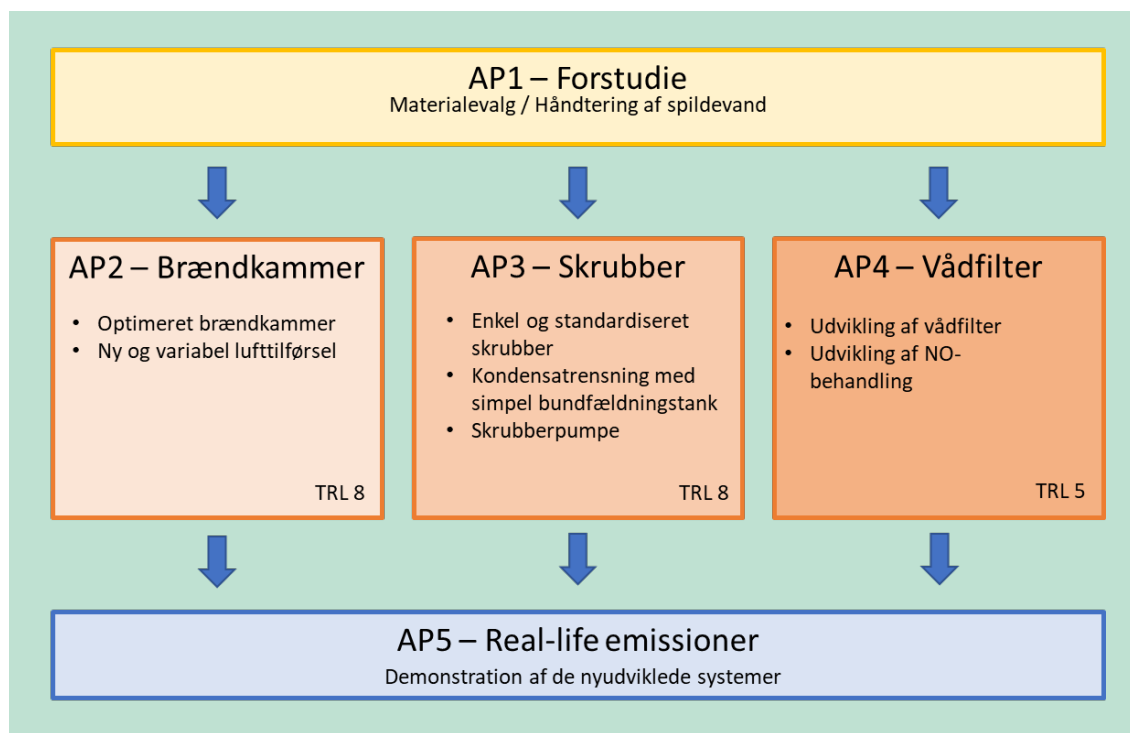 AP1 – Forstudie
Materialevalg / Håndtering af spildevand
AP2 – Brændkammer
• Optimeret brændkammer
• Ny og variabel lufttilførsel
TRL 8
AP3 – Skrubber
• Enkel og standardiseret
skrubber
• Kondensatrensning med
simpel bundfældningstank
• Skrubberpumpe
TRL 8
AP4 – Vådfilter
• Udvikling af vådfilter
• Udvikling af NO-
behandling
TRL 5
AP5 – Real-life emissioner
Demonstration af de nyudviklede systemer